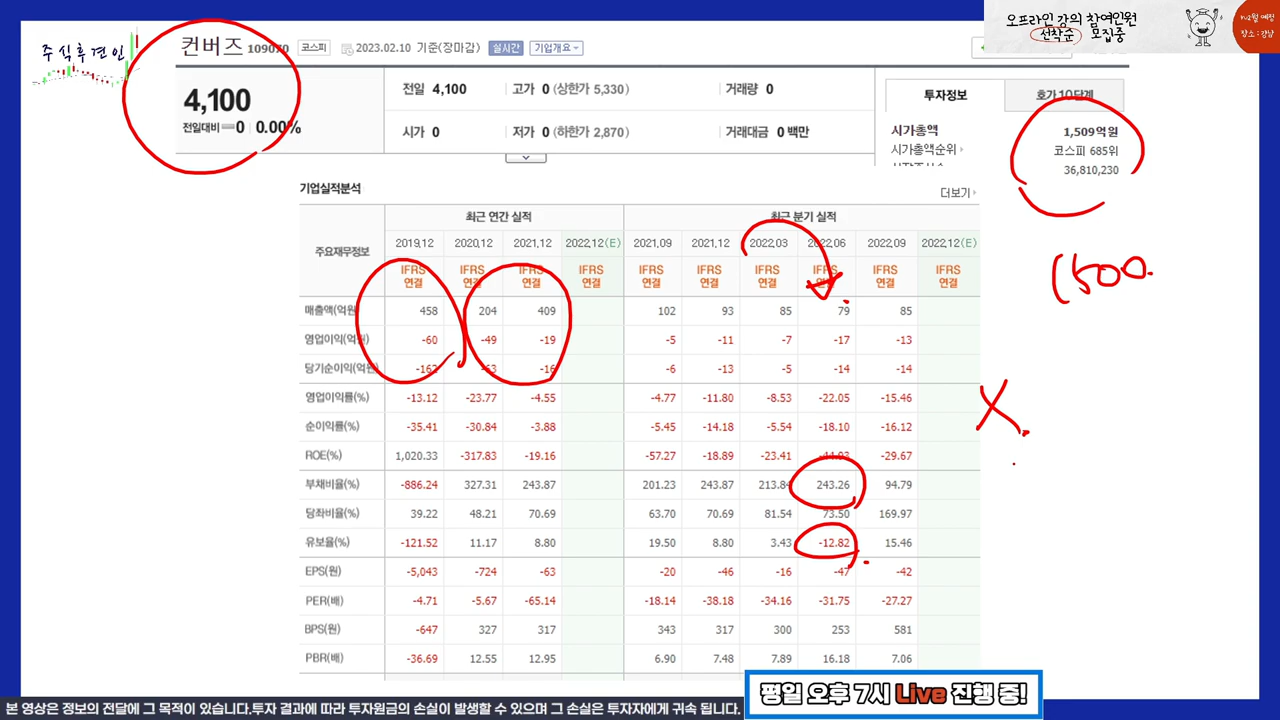 오프라인 강의 참여인원
선착순 모집중
n2월 예정
장소 : 강남
주식후견인
컨버즈 109070 코스피 2023.02.10 기준(장마감) 실시간 기업개요
4,100
전일대비 0 0.00%
전일 4,100 고가 0 (상한가 5,330) 거래량 0
시가 0 저가 0 (하한가 2,870) 거래대금 0 백만
투자정보 호가 10단계
시가총액 1,509억원
시가총액순위 코스피 685위
36,810,230
1500
기업실적분석 더보기
주요재무정보 최근 연간 실적 최근 분기 실적
2019.12 2020.12 2021.12 2022.12(E) 2021.09 2021.12 2022.03 2022.06 2022.09 2022.12(E)
IFRS IFRS IFRS IFRS IFRS IFRS IFRS IFRS IFRS IFRS
연결 연결 연결 연결 연결 연결 연결 연결 연결 연결
매출액(억원) 458 204 409 102 93 85 79 85
영업이익(억원) -60 -49 -19 -5 -11 -7 -17 -13
당기순이익(억원) -162 -63 -16 -6 -13 -5 -14 -14
영업이익률(%) -13.12 -23.77 -4.55 -4.77 -11.80 -8.53 -22.05 -15.46
순이익률(%) -35.41 -30.84 -3.88 -5.45 -14.18 -5.54 -18.10 -16.12
ROE(%) 1,020.33 -317.83 -19.16 -57.27 -18.89 -23.41 -29.67
부채비율(%) -886.24 327.31 243.87 201.23 243.87 213.84 243.26 94.79
당좌비율(%) 39.22 48.21 70.69 63.70 70.69 81.54 73.50 169.97
유보율(%) -121.52 11.17 8.80 19.50 8.80 3.43 -12.82 15.46
EPS(원) -5,043 -724 -63 -20 -46 -16 -47 -42
PER(배) -4.71 -5.67 -65.14 -18.14 -38.18 -34.16 -31.75 -27.27
BPS(원) -647 327 317 343 317 300 253 581
PBR(배) -36.69 12.55 12.95 6.90 7.48 7.89 16.18 7.06
평일 오후 7시 Live 진행 중!
본 영상은 정보의 전달에 그 목적이 있습니다.투자 결과에 따라 투자원금의 손실이 발생할 수 있으며 그 손실은 투자자에게 귀속 됩니다.